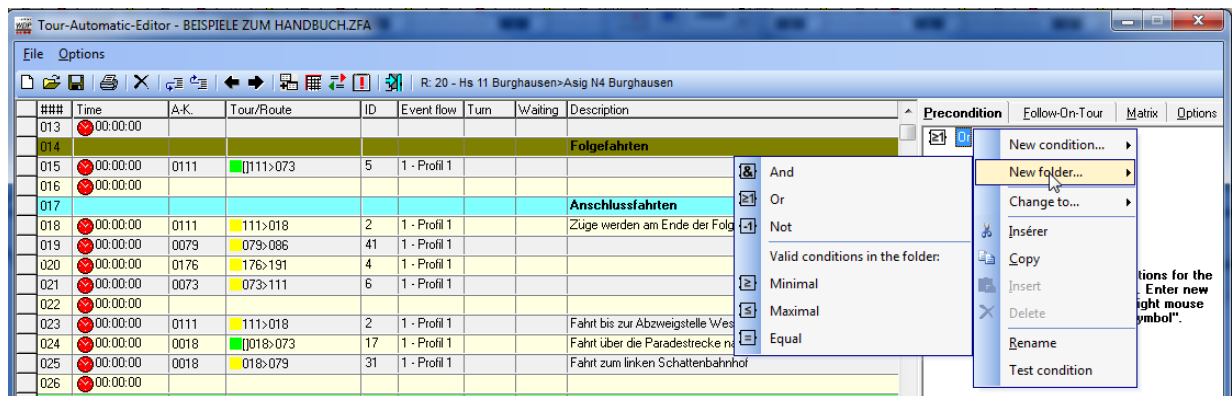 Tour-Automatic-Editor - BEISPIELE ZUM HANDBUCH.ZFA
File Options
R: 20 - Hs 11 Burghausen>Asig N4 Burghausen
### Time A-K. Tour/Route ID Event flow Turn Waiting Description
013 00:00:00
014 Folgefahrten
015 00:00:00 0111 []111>073 5 1 - Profil 1
016 00:00:00
017 Anschlussfahrten
018 00:00:00 0111 111>018 2 1 - Profil 1 Züge werden am Ende der Folg
019 00:00:00 0079 079>086 41 1 - Profil 1
020 00:00:00 0176 176>191 4 1 - Profil 1
021 00:00:00 0073 073>111 6 1 - Profil 1
022 00:00:00
023 00:00:00 0111 111>018 2 1 - Profil 1 Fahrt bis zur Abzweigstelle Wes
024 00:00:00 0018 []018>073 17 1 - Profil 1 Fahrt über die Paradestrecke na
025 00:00:00 0018 018>079 31 1 - Profil 1 Fahrt zum linken Schattenbahnhof
026 00:00:00
Precondition Follow-On-Tour Matrix Options
≥1 Or
& And
≥1 Or
-1 Not
Valid conditions in the folder:
≥ Minimal
≤ Maximal
= Equal
New condition...
New folder...
Change to...
Insérer
Copy
Insert
Delete
Rename
Test condition
tions for the
. Enter new
ight mouse
ymbol".